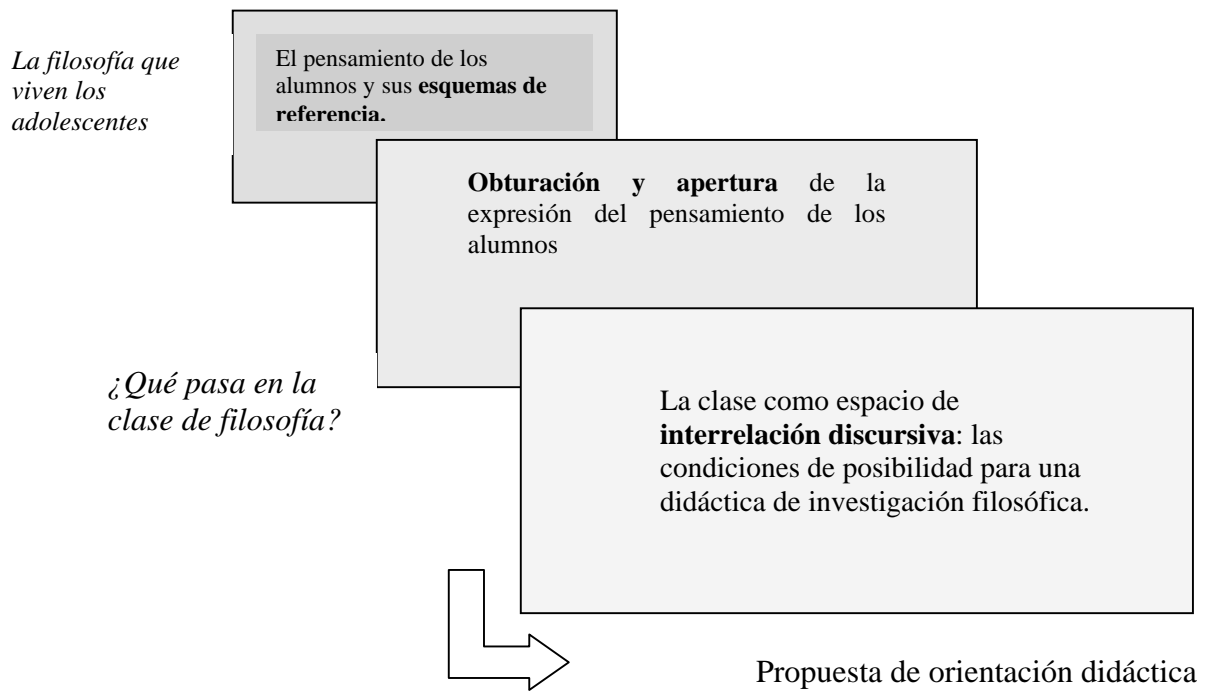 La filosofía que
viven los
adolescentes
El pensamiento de los
alumnos y sus esquemas de
referencia.
Obturación y apertura de la
expresión del pensamiento de los
alumnos
¿Qué pasa en la
clase de filosofía?
La clase como espacio de
interrelación discursiva: las
condiciones de posibilidad para una
didáctica de investigación filosófica.
Propuesta de orientación didáctica